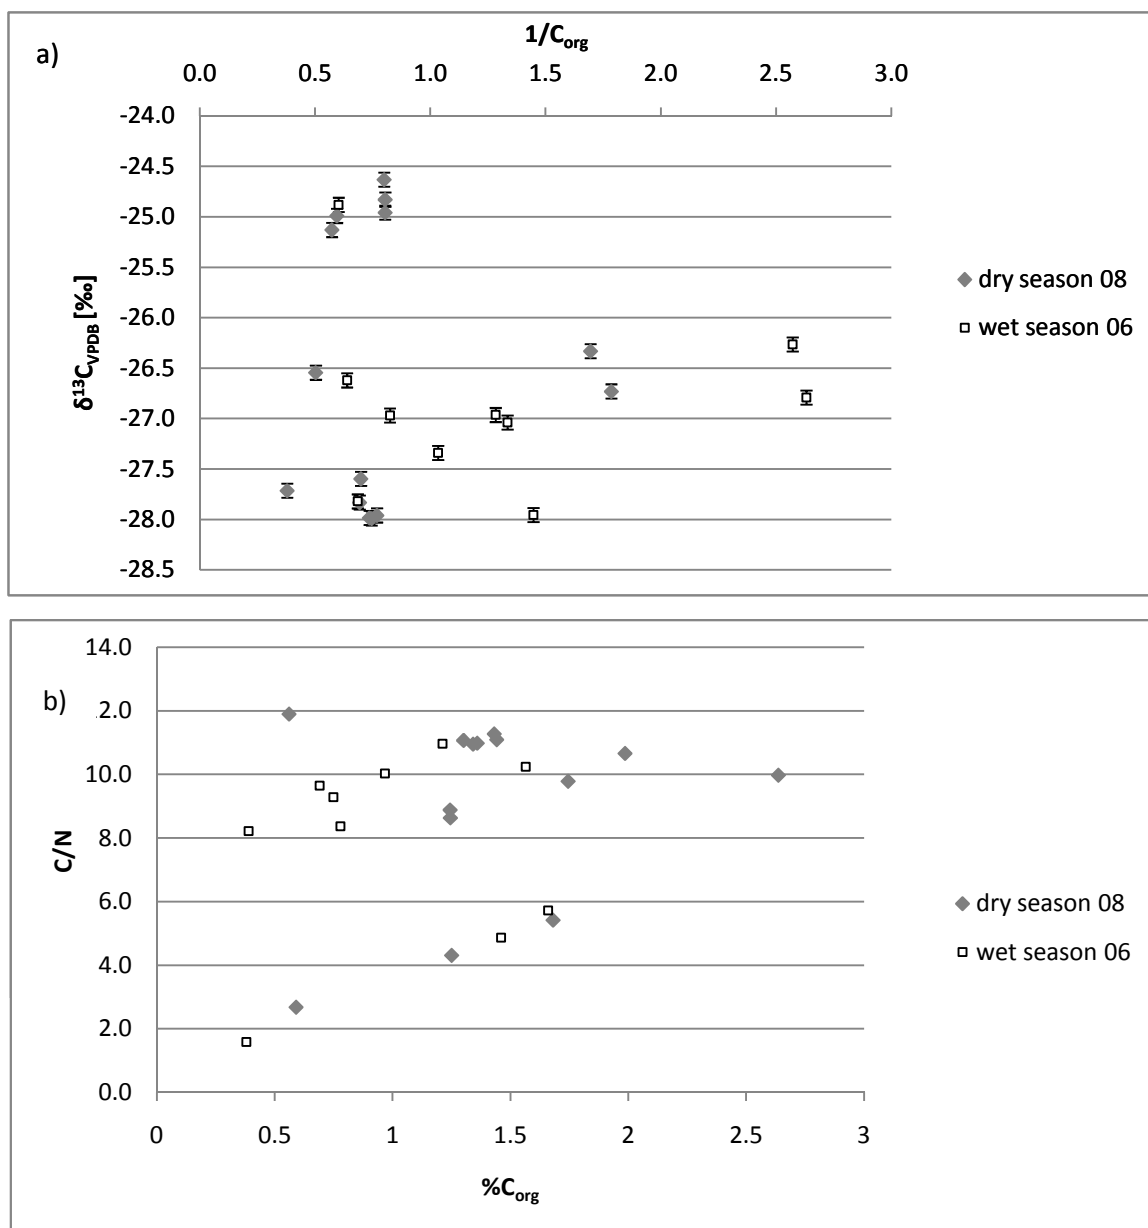 a)
1/Corg
0.0 0.5 1.0 1.5 2.0 2.5 3.0
-24.0
-24.5
-25.0
-25.5
-26.0
-26.5
-27.0
-27.5
-28.0
-28.5
δ¹³CVPDB [‰]
dry season 08
wet season 06
b)
14.0
2.0
10.0
8.0
6.0
4.0
2.0
0.0
C/N
0 0.5 1 1.5 2 2.5 3
%Corg
dry season 08
wet season 06